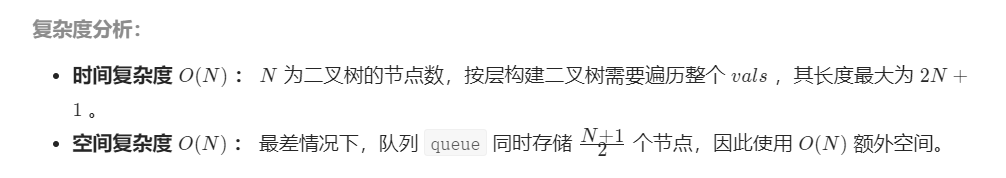 复杂度分析：
• 时间复杂度 O(N) ： N 为二叉树的节点数，按层构建二叉树需要遍历整个 vals ，其长度最大为 2N +
1 。
• 空间复杂度 O(N) ： 最差情况下，队列 queue 同时存储 \frac{N+1}{2} 个节点，因此使用 O(N) 额外空间。